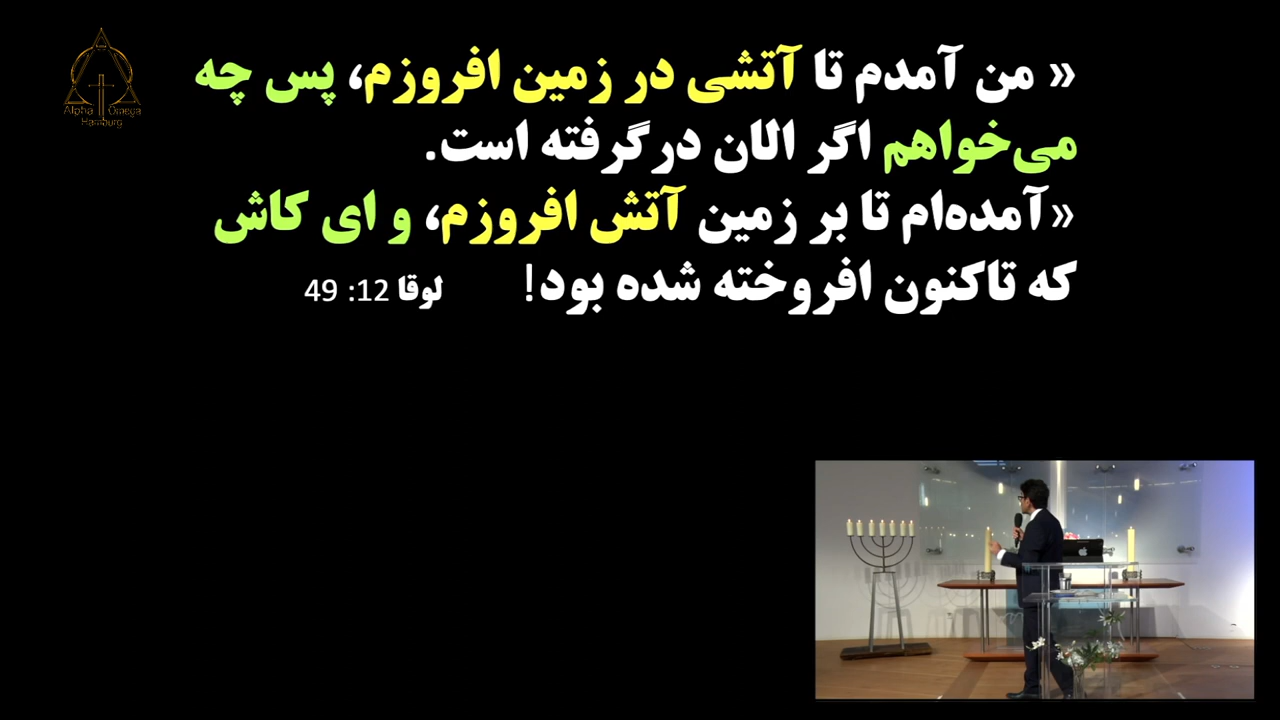 « من آمدم تا آتشی در زمین افروزم، پس چه
می‌خواهم اگر الان درگرفته است.
«آمده‌ام تا بر زمین آتش افروزم، و ای کاش
که تاکنون افروخته شده بود! لوقا 12: 49
Alpha Omega
Hamburg